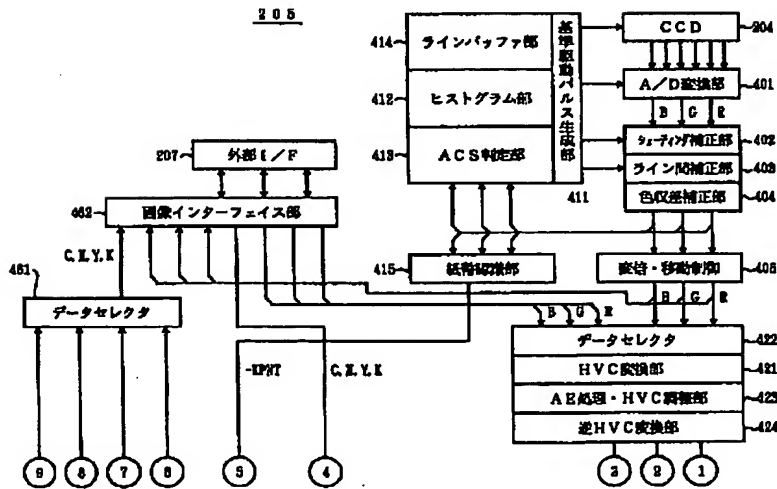 205
414
ラインバッファ部
412
ヒストグラム部
413
ACS判定部
基準駆動パルス生成部
411
CCD
204
A/D変換部
401
B G R
シェーディング補正部
402
ライン間補正部
403
色収差補正部
404
207
外部I/F
462
画像インターフェイス部
C,M,Y,K
461
データセレクタ
415
変倍・移動制御
B G R
B G R
データセレクタ
422
HVC変換部
421
AE処理・HVC調整部
423
逆HVC変換部
424
C,M,Y,K
9
8
7
6
5
4
3
2
1